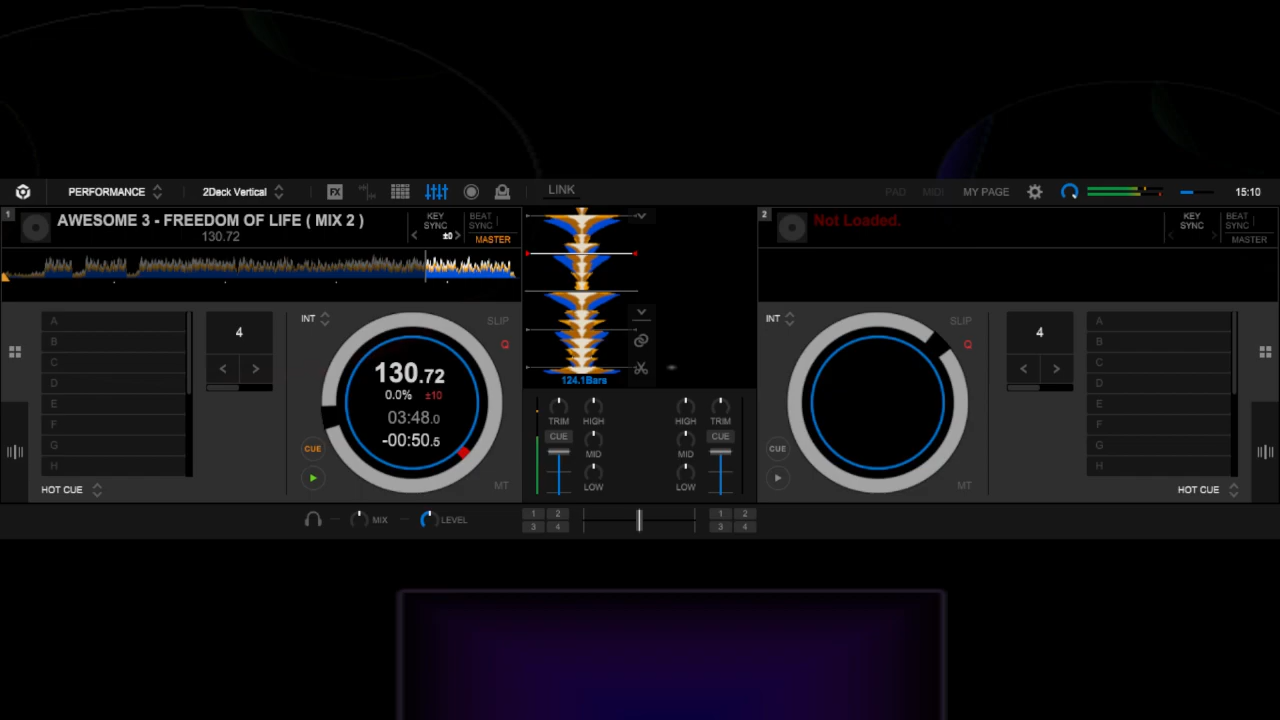 PERFORMANCE 2Deck Vertical FX LINK PAD MIDI MY PAGE 15:10
1 AWESOME 3 - FREEDOM OF LIFE ( MIX 2 ) KEY SYNC BEAT SYNC
130.72 ±0 MASTER
2 Not Loaded. KEY SYNC BEAT SYNC
MASTER
A
B
C
D
E
F
G
H
HOT CUE
4
INT SLIP
Q
130.72
0.0% ±10
03:48.0
-00:50.5
CUE
MT
124.1Bars
TRIM HIGH HIGH TRIM
CUE MID MID CUE
LOW LOW
INT SLIP
Q
CUE
MT
4
A
B
C
D
E
F
G
H
HOT CUE
MIX LEVEL
1 2 1 2
3 4 3 4